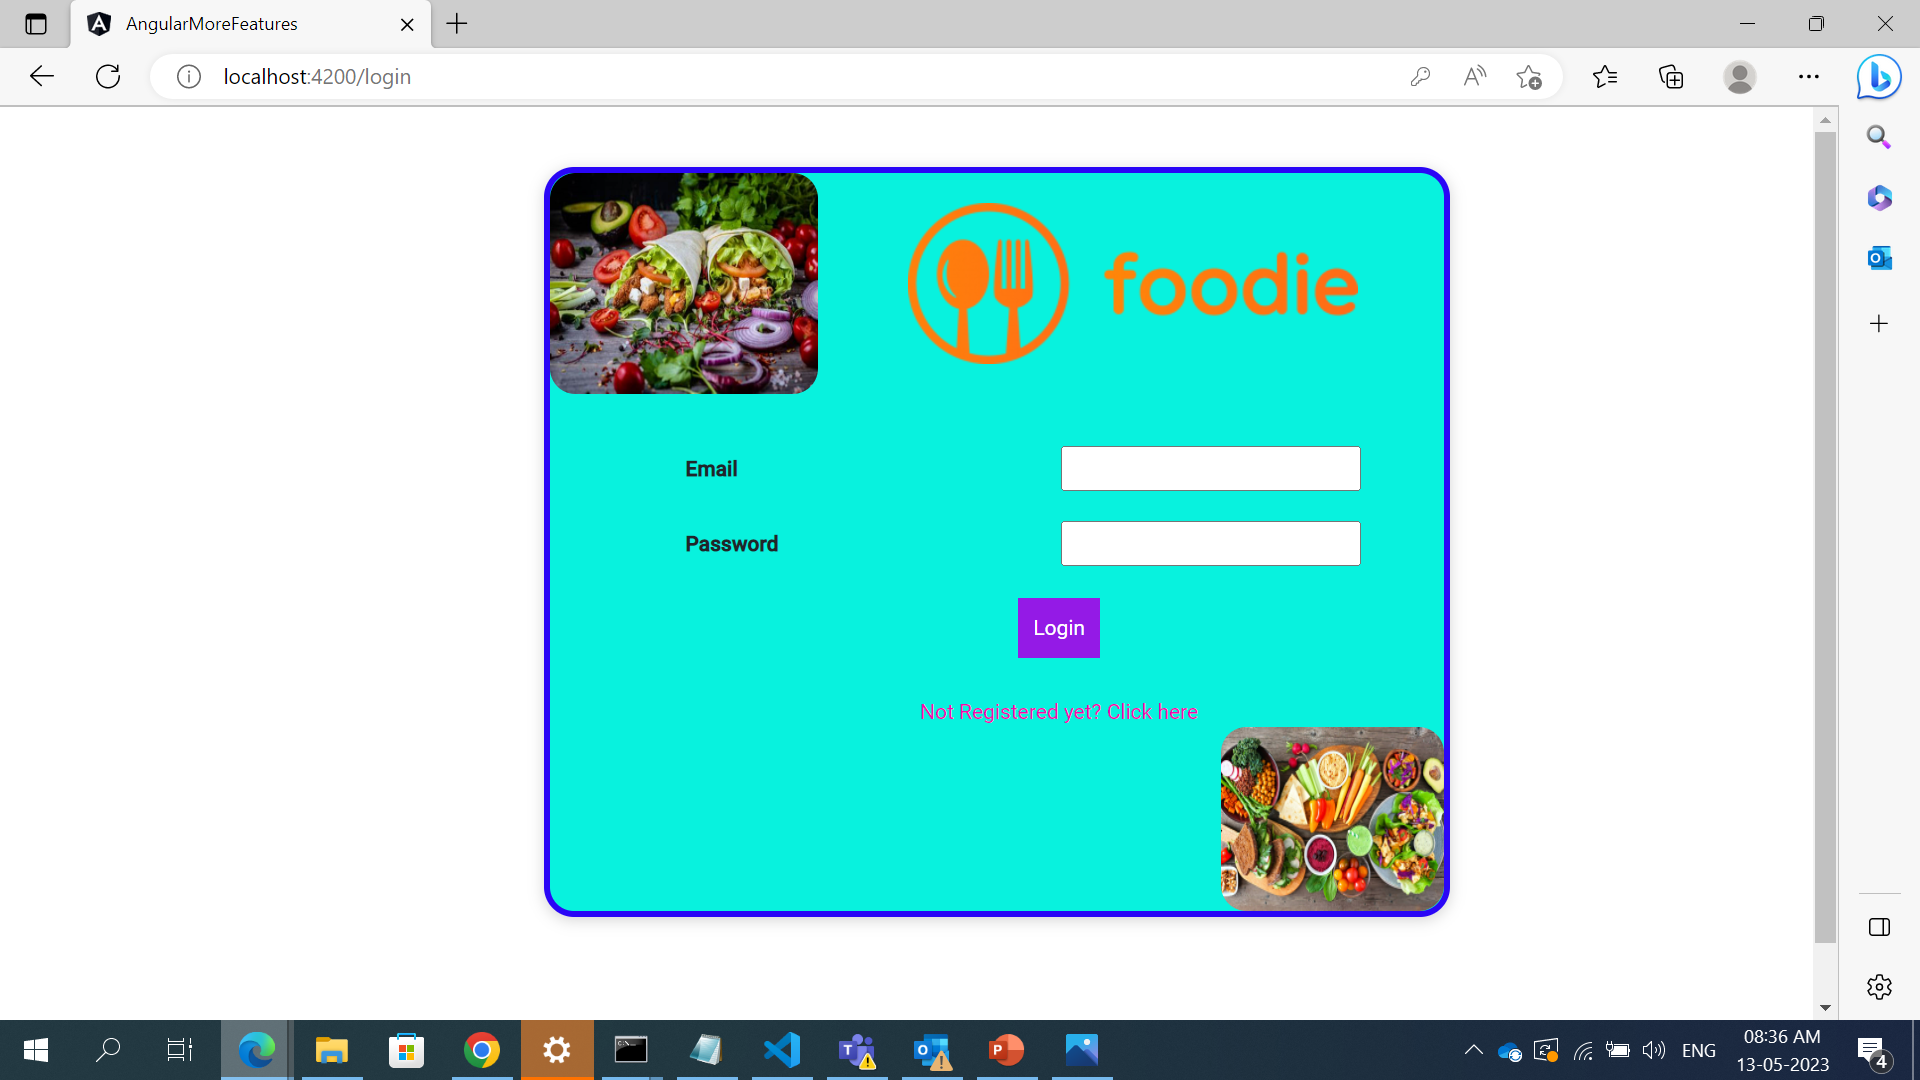 AngularMoreFeatures
localhost:4200/login
foodie
Email
Password
Login
Not Registered yet? Click here
08:36 AM
ENG
13-05-2023
4